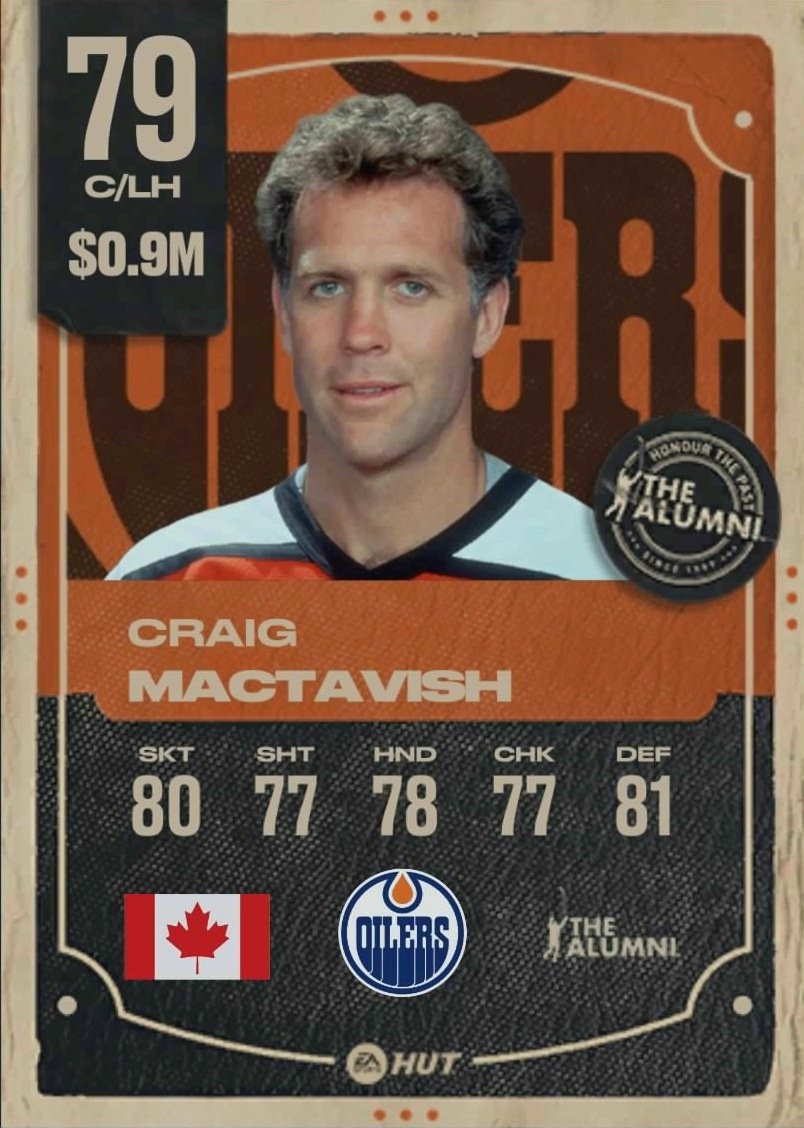 79
C/LH
$0.9M
OILERS
HONOUR THE PAST
THE
ALUMNI
CRAIG
MACTAVISH
SKT SHT HND CHK DEF
80 77 78 77 81
OILERS
THE
ALUMNI
EA
HUT